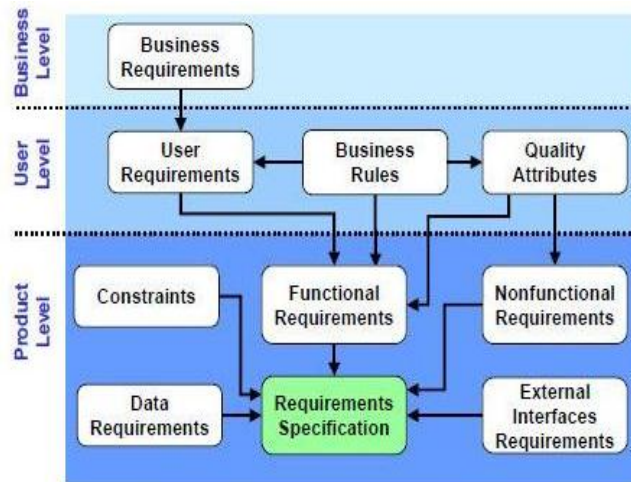 Business
Level
Business
Requirements
User
Level
User
Requirements
Business
Rules
Quality
Attributes
Product
Level
Constraints
Functional
Requirements
Nonfunctional
Requirements
Data
Requirements
Requirements
Specification
External
Interfaces
Requirements